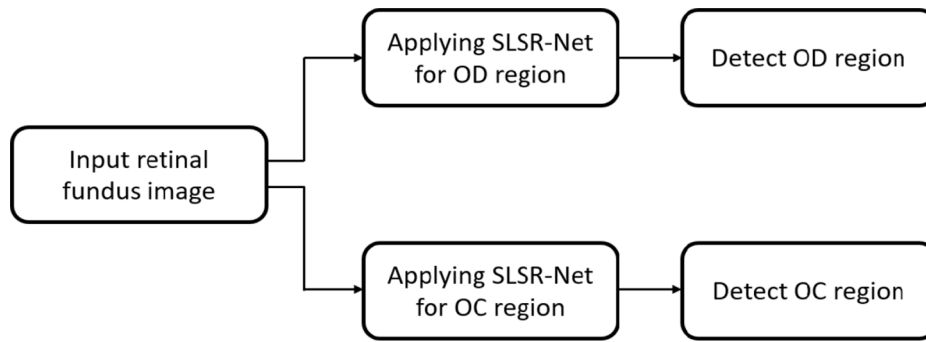 Applying SLSR-Net
for OD region
Detect OD region
Input retinal
fundus image
Applying SLSR-Net
for OC region
Detect OC region